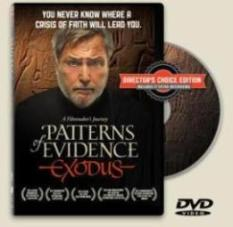 YOU NEVER KNOW WHERE A
CRISIS OF FAITH WILL LEAD YOU.
DIRECTOR'S CHOICE EDITION
A Filmmaker's Journey
PATTERNS
of EVIDENCE
EXODUS
DVD
VIDEO